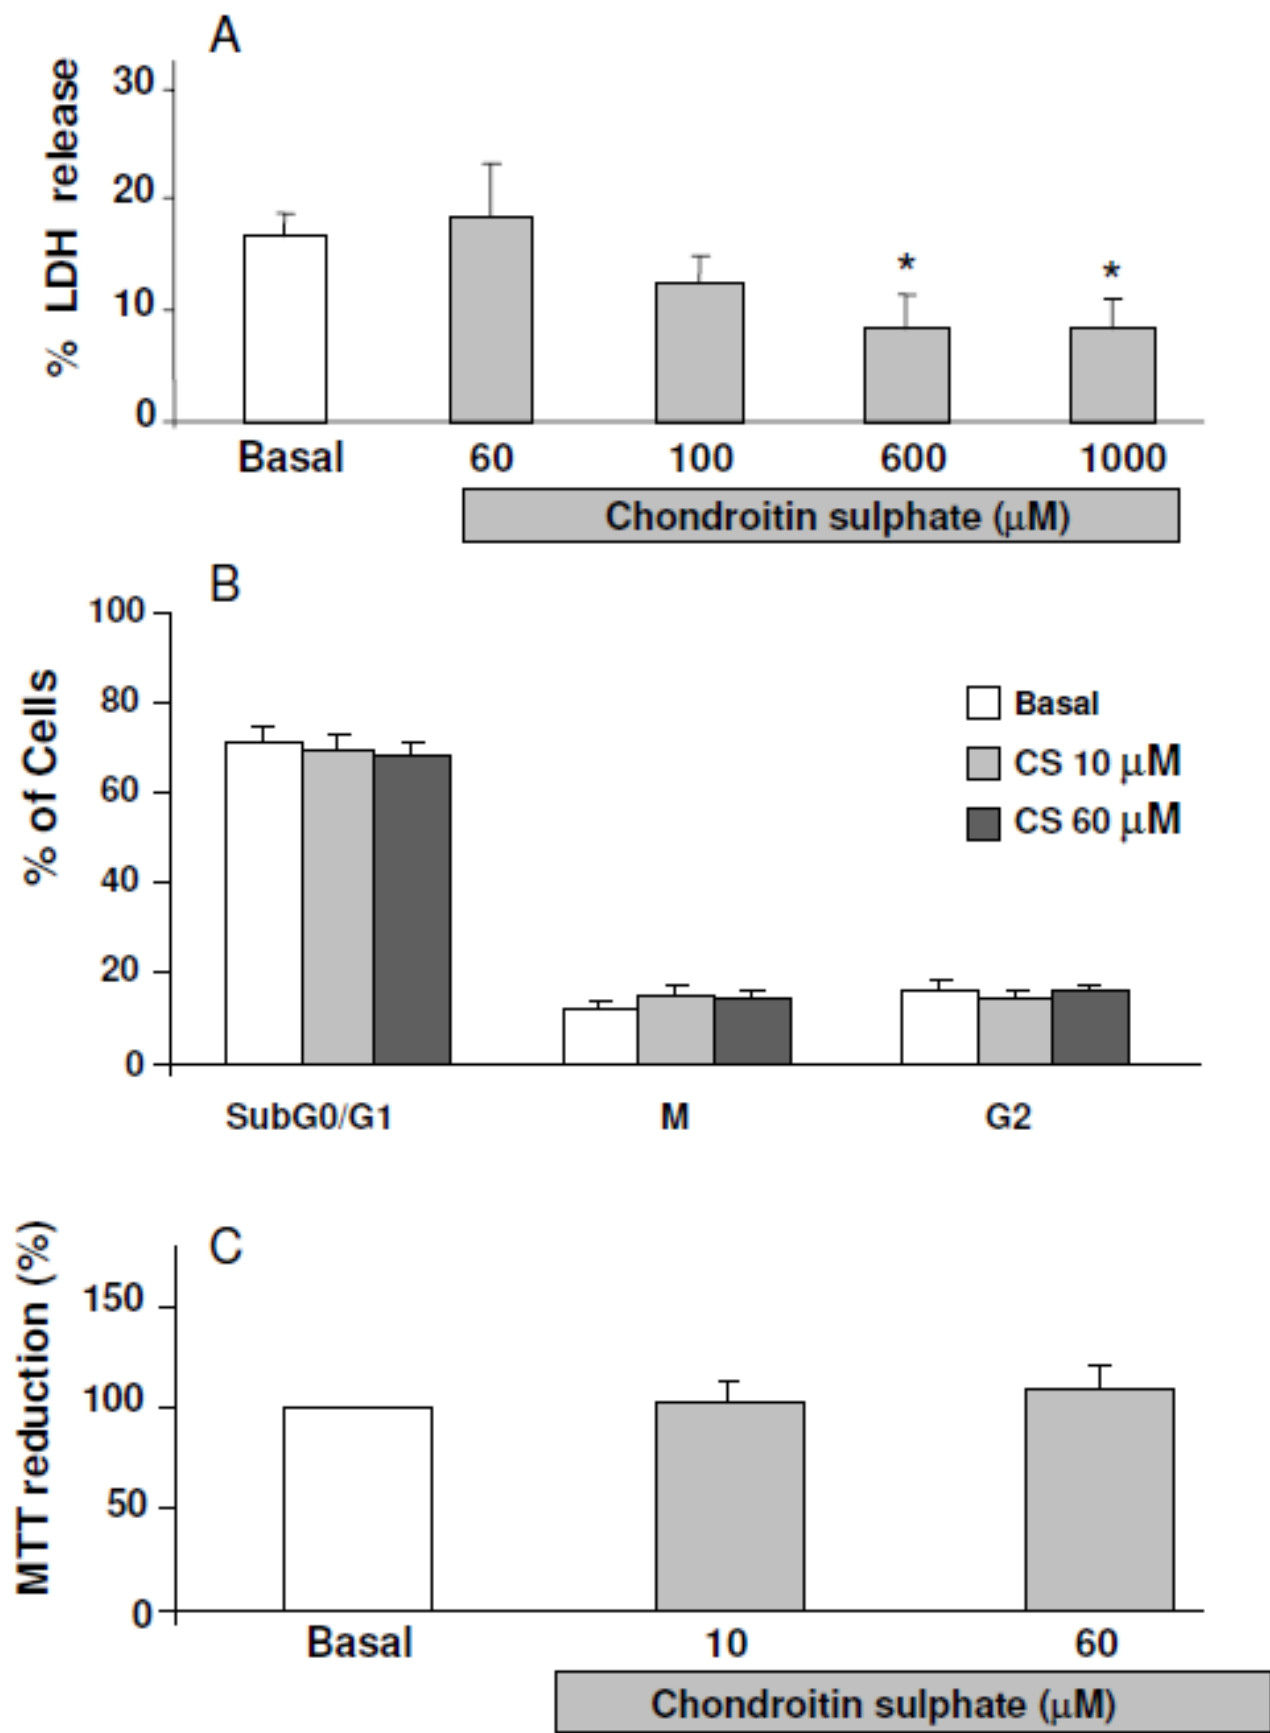 A
% LDH release
30
20
10
0
* *
Basal 60 100 600 1000
Chondroitin sulphate (μM)
B
% of Cells
100
80
60
40
20
0
Basal
CS 10 μM
CS 60 μM
SubG0/G1 M G2
C
MTT reduction (%)
150
100
50
0
Basal 10 60
Chondroitin sulphate (μM)